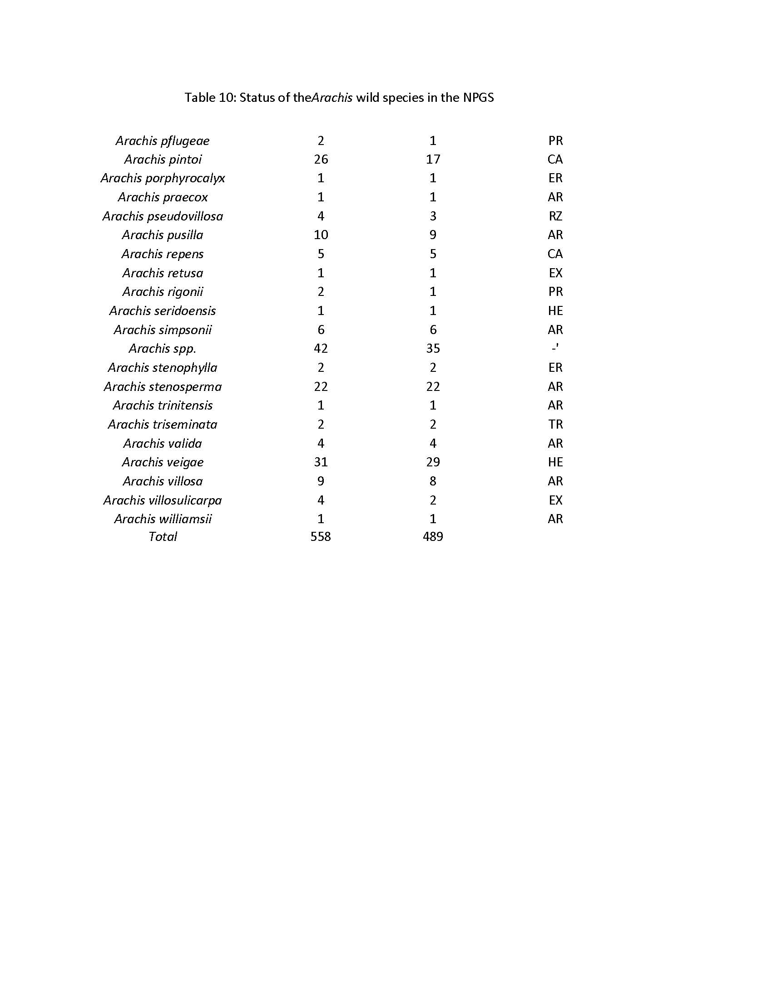 Table 10: Status of theArachis wild species in the NPGS
Arachis pflugeae 2 1 PR
Arachis pintoi 26 17 CA
Arachis porphyrocalyx 1 1 ER
Arachis praecox 1 1 AR
Arachis pseudovillosa 4 3 RZ
Arachis pusilla 10 9 AR
Arachis repens 5 5 CA
Arachis retusa 1 1 EX
Arachis rigonii 2 1 PR
Arachis seridoensis 1 1 HE
Arachis simpsonii 6 6 AR
Arachis spp. 42 35 -'
Arachis stenophylla 2 2 ER
Arachis stenosperma 22 22 AR
Arachis trinitensis 1 1 AR
Arachis triseminata 2 2 TR
Arachis valida 4 4 AR
Arachis veigae 31 29 HE
Arachis villosa 9 8 AR
Arachis villosulicarpa 4 2 EX
Arachis williamsii 1 1 AR
Total 558 489